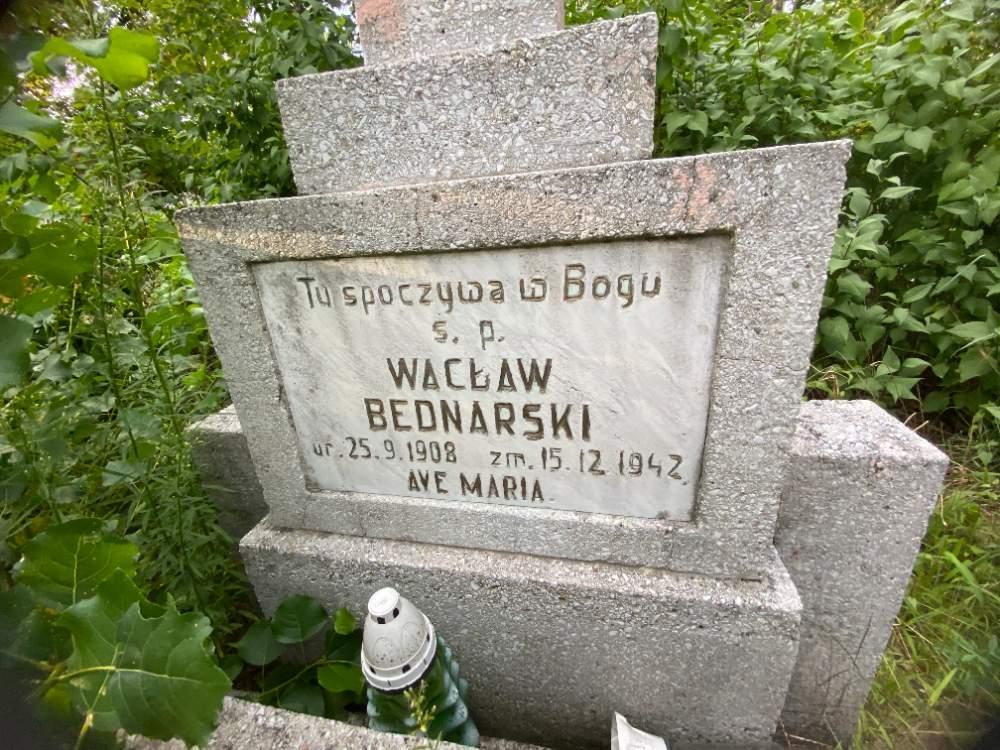 Tu spoczywa w Bogu
ś. p.
WACŁAW
BEDNARSKI
ur. 25.9.1908 zm. 15.12.1942.
AVE MARIA